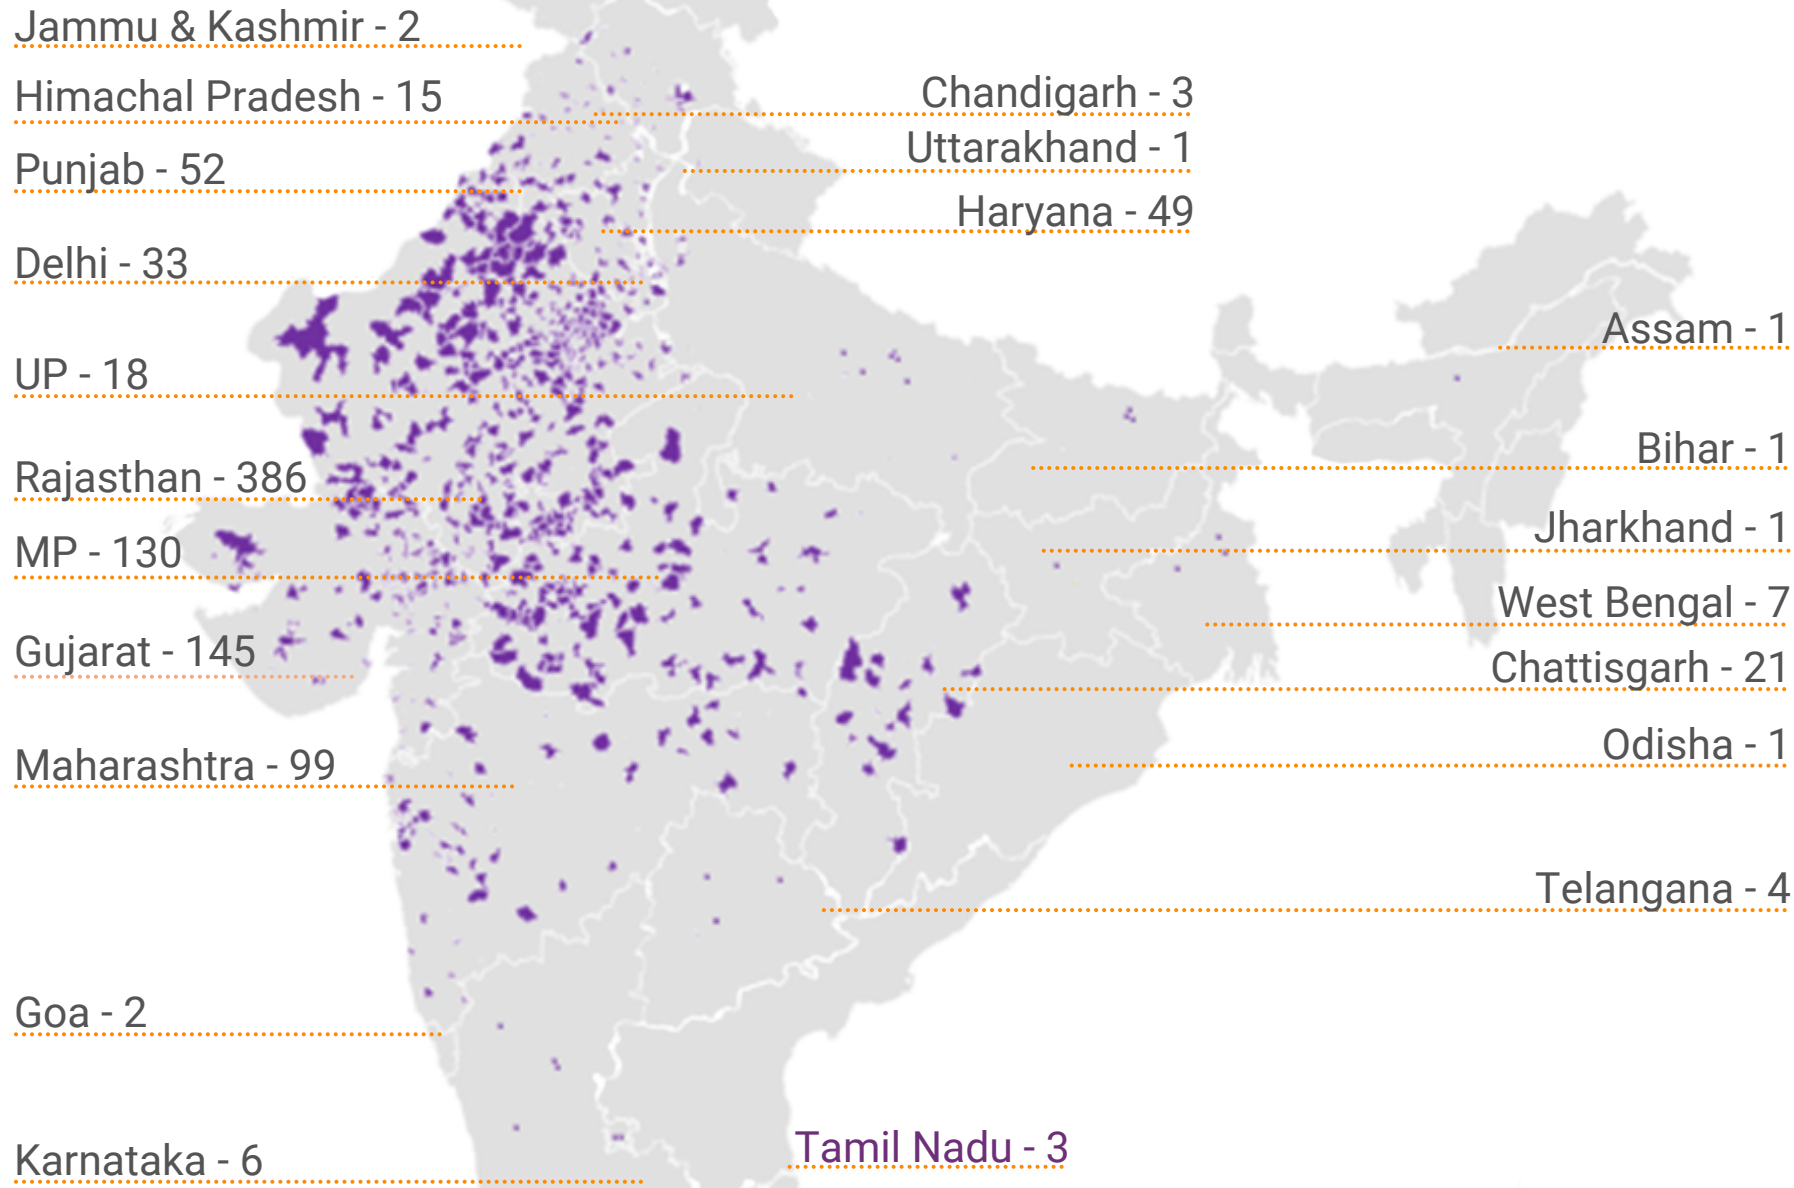 Jammu & Kashmir - 2
Himachal Pradesh - 15
Punjab - 52
Delhi - 33
UP - 18
Rajasthan - 386
MP - 130
Gujarat - 145
Maharashtra - 99
Goa - 2
Karnataka - 6
Chandigarh - 3
Uttarakhand - 1
Haryana - 49
Assam - 1
Bihar - 1
Jharkhand - 1
West Bengal - 7
Chattisgarh - 21
Odisha - 1
Telangana - 4
Tamil Nadu - 3